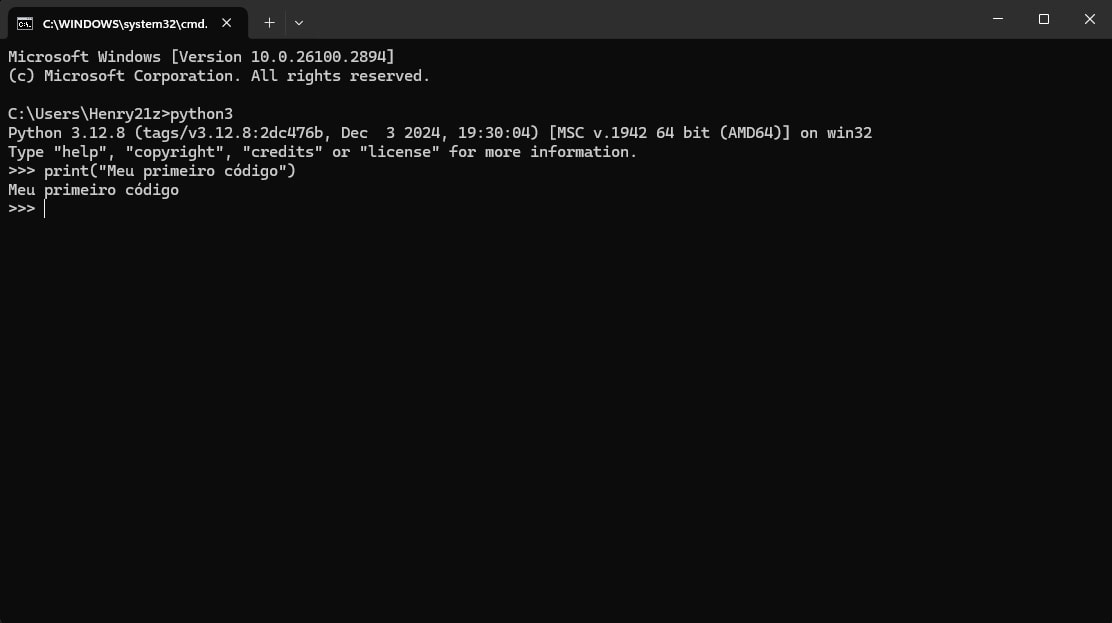 C:\WINDOWS\system32\cmd.
Microsoft Windows [Version 10.0.26100.2894]
(c) Microsoft Corporation. All rights reserved.
C:\Users\Henry21z>python3
Python 3.12.8 (tags/v3.12.8:2dc476b, Dec  3 2024, 19:30:04) [MSC v.1942 64 bit (AMD64)] on win32
Type "help", "copyright", "credits" or "license" for more information.
>>> print("Meu primeiro código")
Meu primeiro código
>>>